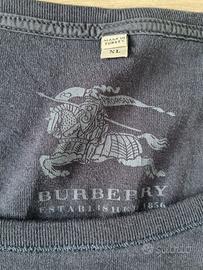 MADE IN
TURKEY
XL
BURBERRY
ESTABLISHED 1856
subito